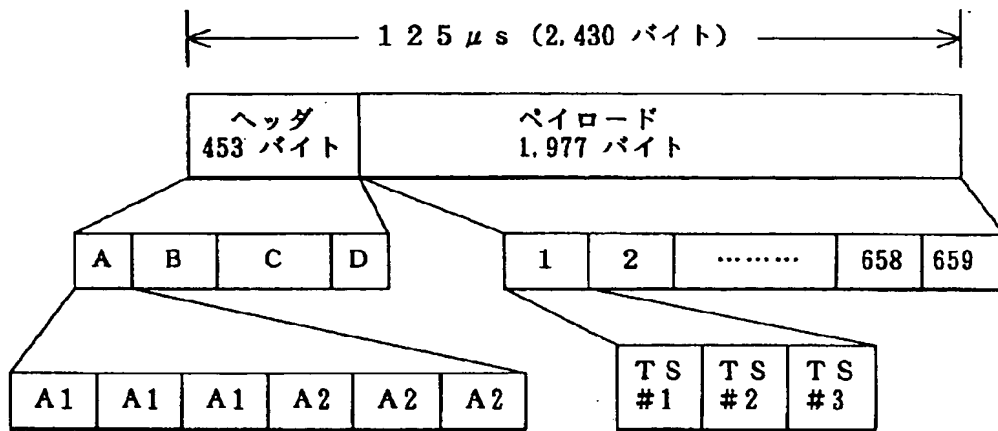 １２５μｓ (2,430 バイト)
ヘッダ
453 バイト
ペイロード
1,977 バイト
A B C D
1 2 ……… 658 659
A1 A1 A1 A2 A2 A2
TS TS TS
#1 #2 #3